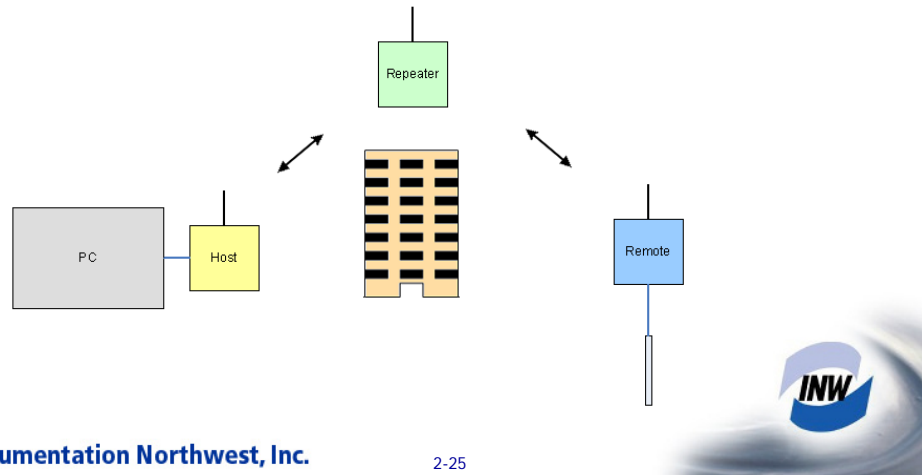 Repeater
PC
Host
Remote
INW
umentation Northwest, Inc.
2-25